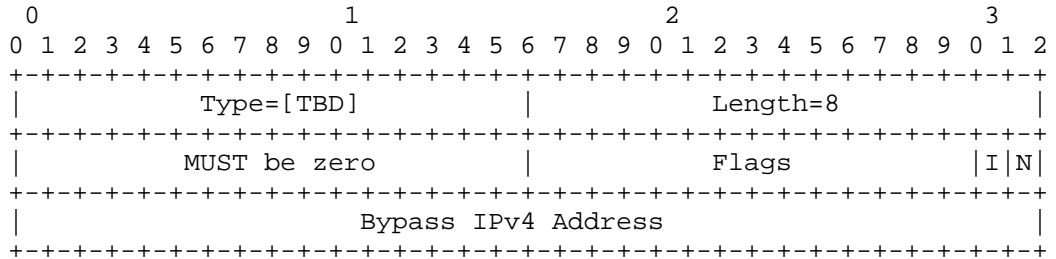 0                   1                   2                   3
0 1 2 3 4 5 6 7 8 9 0 1 2 3 4 5 6 7 8 9 0 1 2 3 4 5 6 7 8 9 0 1 2
+-+-+-+-+-+-+-+-+-+-+-+-+-+-+-+-+-+-+-+-+-+-+-+-+-+-+-+-+-+-+-+-+
|           Type=[TBD]          |           Length=8            |
+-+-+-+-+-+-+-+-+-+-+-+-+-+-+-+-+-+-+-+-+-+-+-+-+-+-+-+-+-+-+-+-+
|          MUST be zero         |           Flags           |I|N|
+-+-+-+-+-+-+-+-+-+-+-+-+-+-+-+-+-+-+-+-+-+-+-+-+-+-+-+-+-+-+-+-+
|                     Bypass IPv4 Address                       |
+-+-+-+-+-+-+-+-+-+-+-+-+-+-+-+-+-+-+-+-+-+-+-+-+-+-+-+-+-+-+-+-+